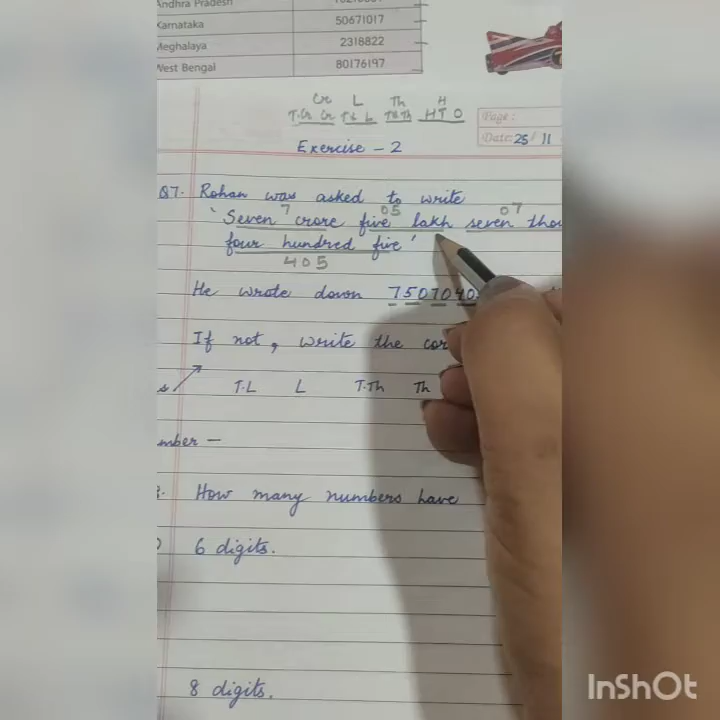 Andhra Pradesh
Karnataka 50671017
Meghalaya 2318822
West Bengal 80176197
Cr L Th H
T.Cr Cr T.L L T.Th Th H T O
Page:
Date: 25/ 11
Exercise - 2
Q7. Rohan was asked to write
7 05 07
'Seven crore five lakh seven thou
four hundred five'
405
He wrote down 7507040
If not, write the cor
T.L L T.Th Th
mber -
How many numbers have
6 digits.
8 digits.
InShOt